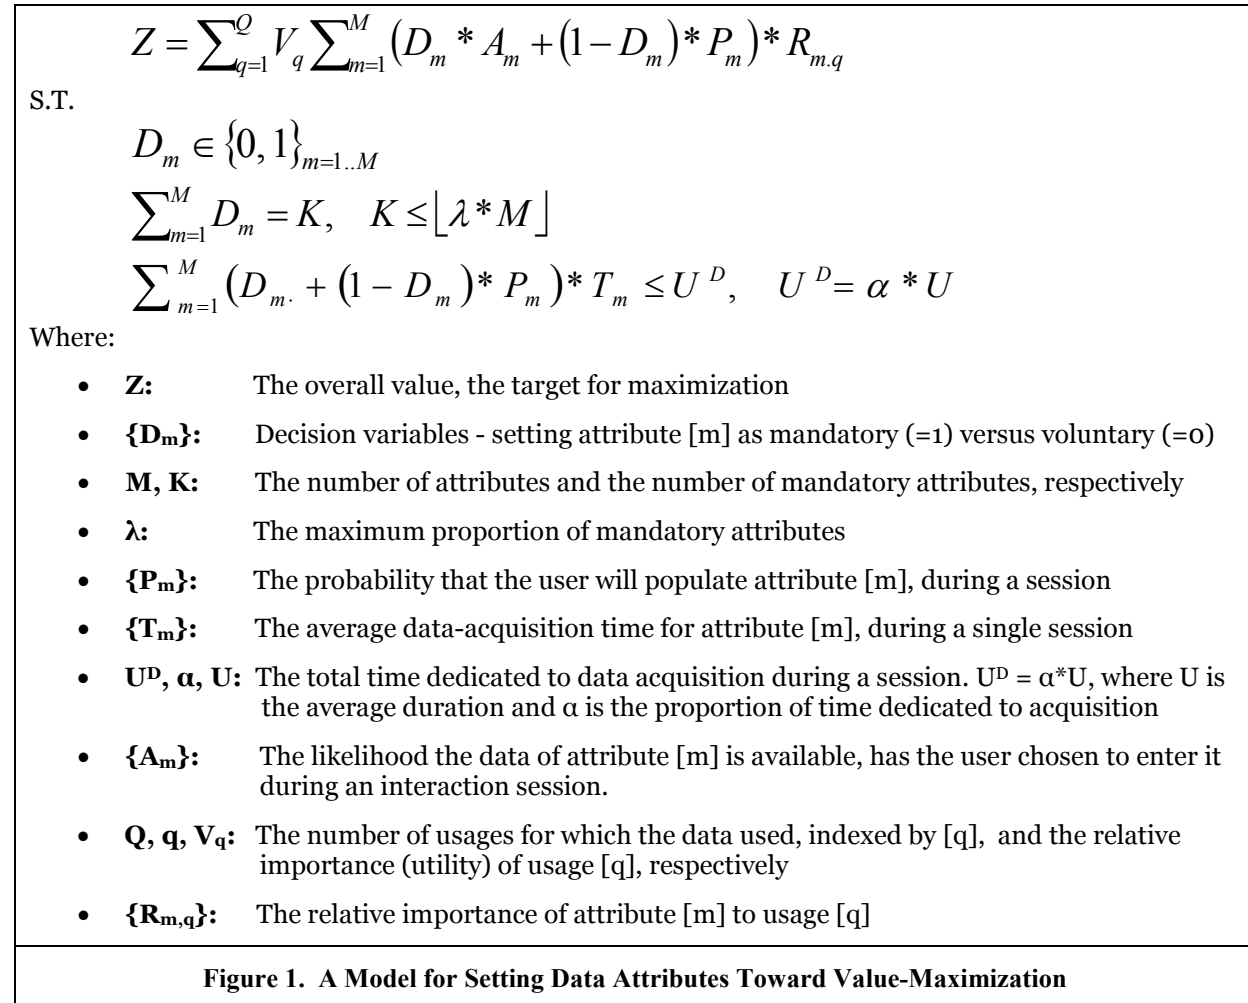 Z = ∑_{q=1}^{Q} V_q ∑_{m=1}^{M} (D_m * A_m + (1 − D_m) * P_m) * R_{m.q}
S.T.
D_m ∈ {0, 1}_{m=1..M}
∑_{m=1}^{M} D_m = K, K ≤ ⌊λ * M⌋
∑_{m=1}^{M} (D_{m.} + (1 − D_m) * P_m) * T_m ≤ U^D, U^D = α * U
Where:
• Z: The overall value, the target for maximization
• {D_m}: Decision variables - setting attribute [m] as mandatory (=1) versus voluntary (=0)
• M, K: The number of attributes and the number of mandatory attributes, respectively
• λ: The maximum proportion of mandatory attributes
• {P_m}: The probability that the user will populate attribute [m], during a session
• {T_m}: The average data-acquisition time for attribute [m], during a single session
• U^D, α, U: The total time dedicated to data acquisition during a session. U^D = α*U, where U is
the average duration and α is the proportion of time dedicated to acquisition
• {A_m}: The likelihood the data of attribute [m] is available, has the user chosen to enter it
during an interaction session.
• Q, q, V_q: The number of usages for which the data used, indexed by [q], and the relative
importance (utility) of usage [q], respectively
• {R_{m,q}}: The relative importance of attribute [m] to usage [q]
Figure 1. A Model for Setting Data Attributes Toward Value-Maximization